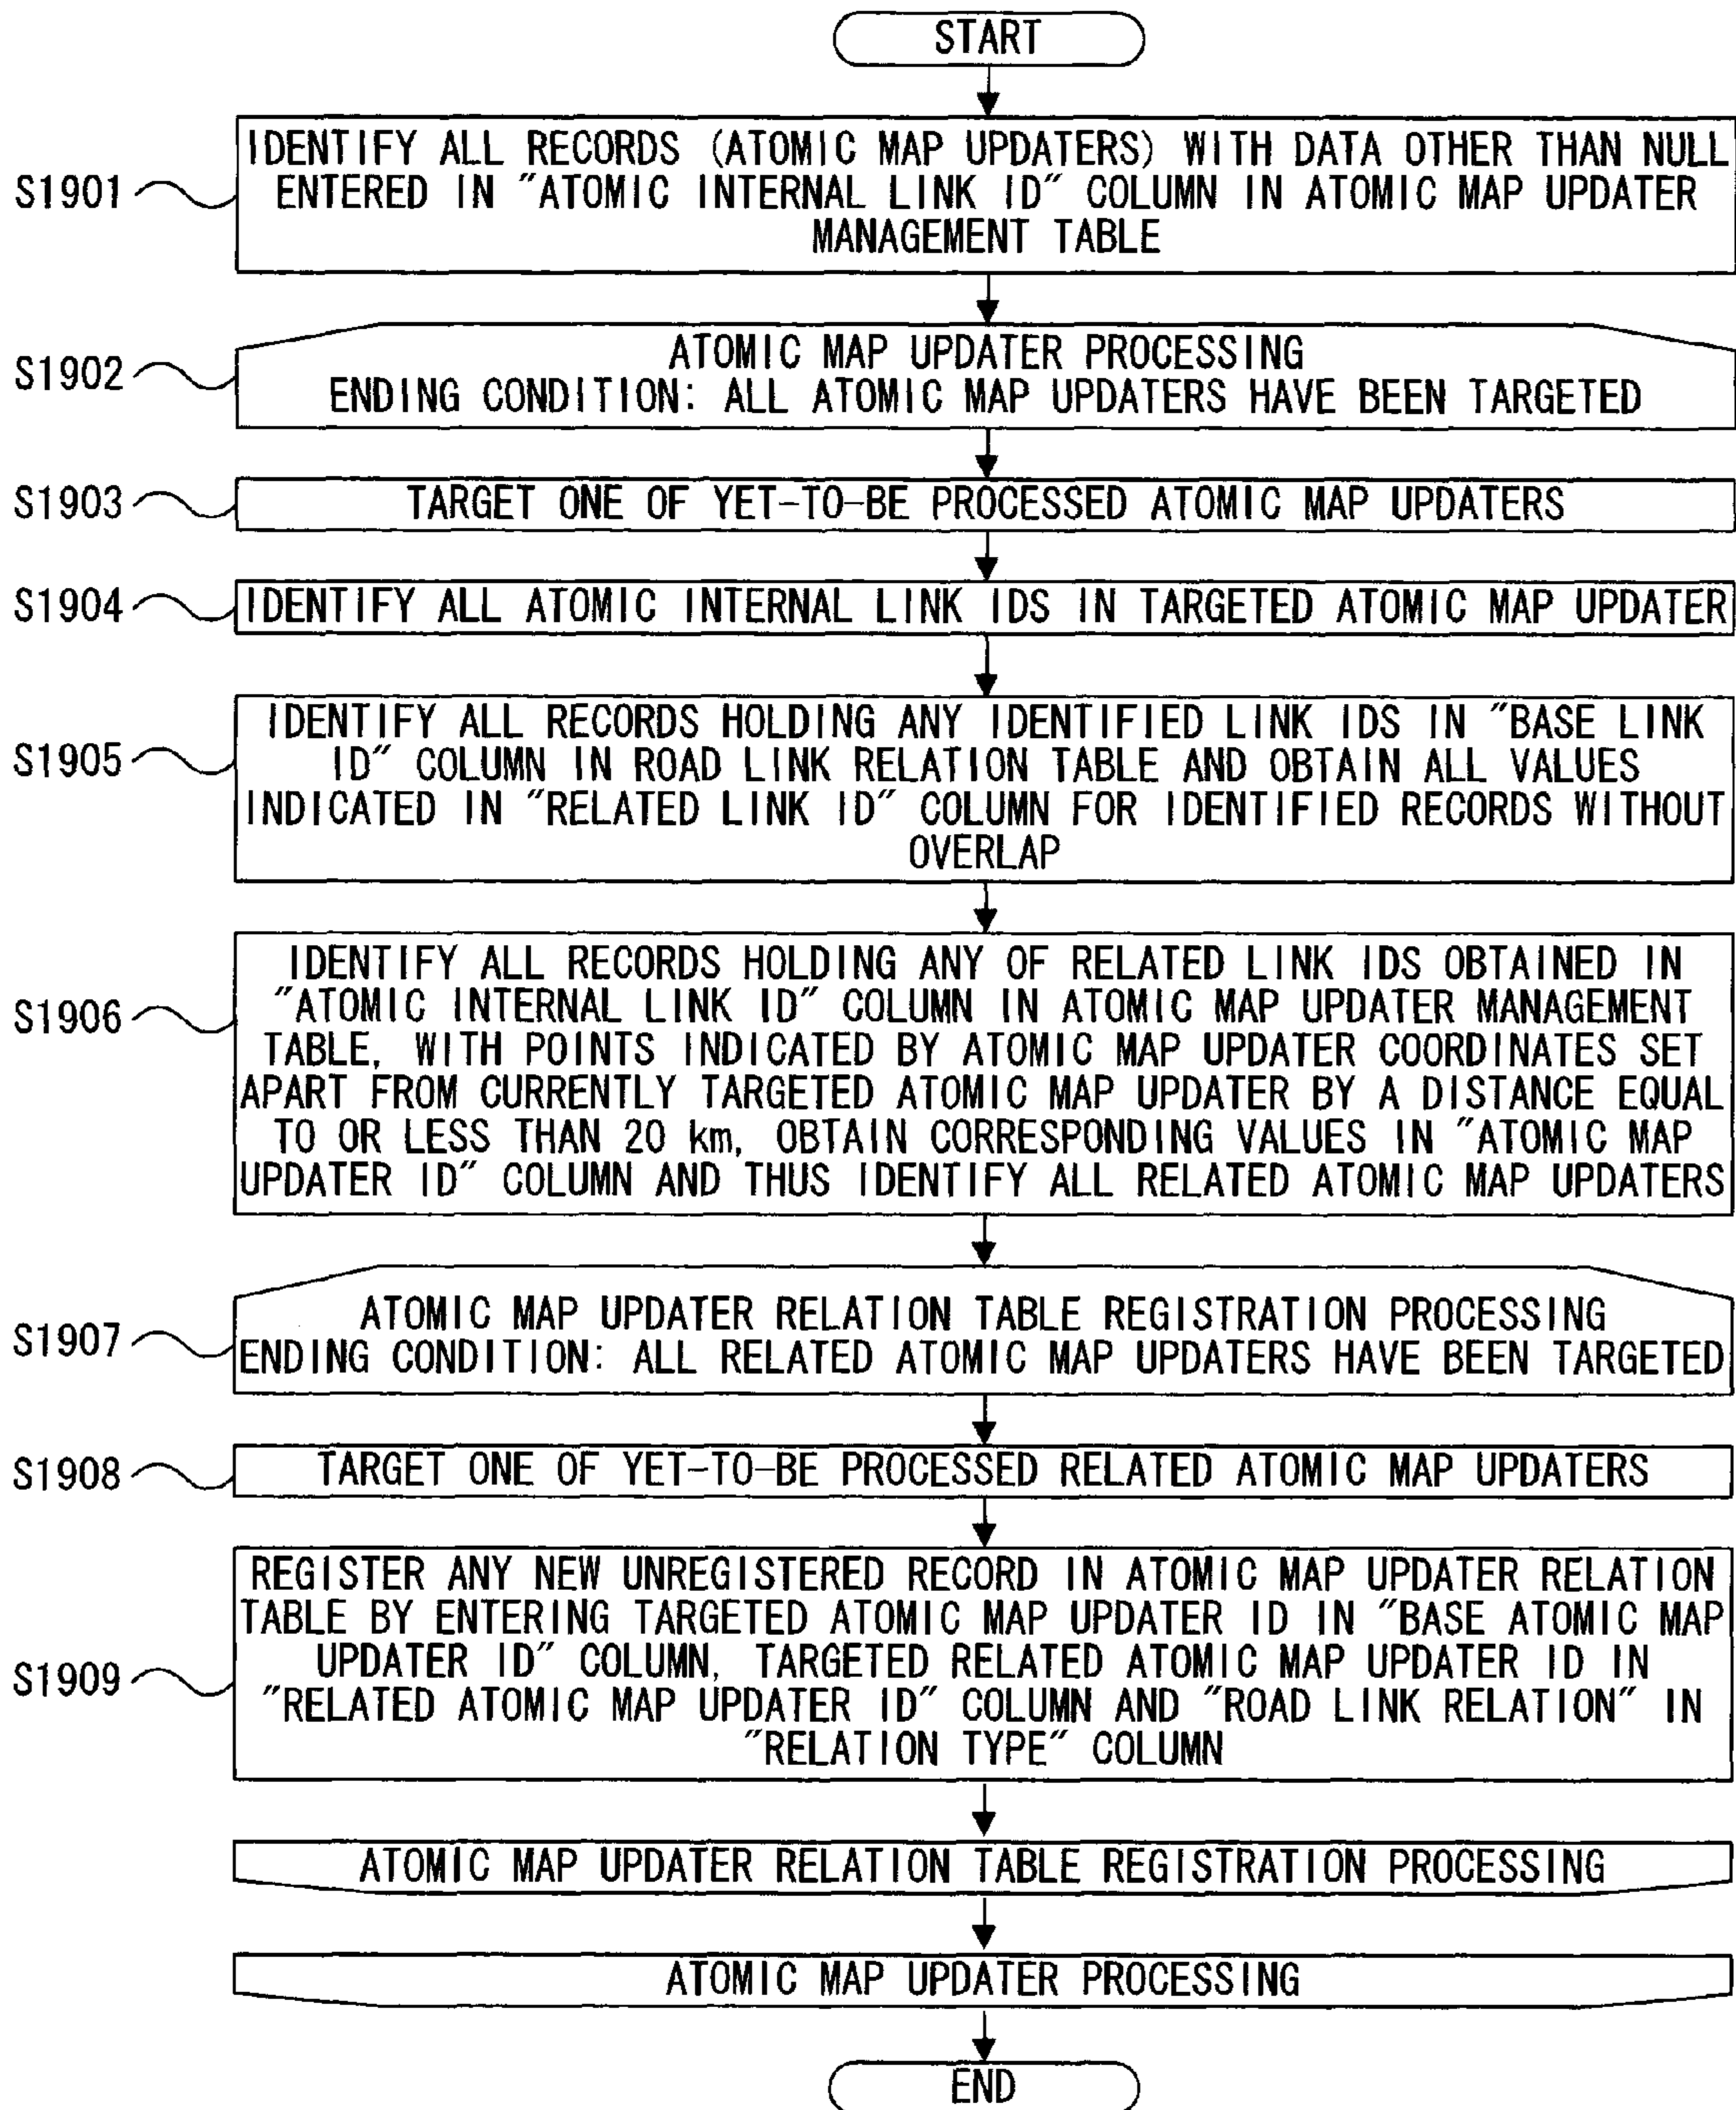 START
S1901
IDENTIFY ALL RECORDS (ATOMIC MAP UPDATERS) WITH DATA OTHER THAN NULL
ENTERED IN "ATOMIC INTERNAL LINK ID" COLUMN IN ATOMIC MAP UPDATER
MANAGEMENT TABLE
S1902
ATOMIC MAP UPDATER PROCESSING
ENDING CONDITION: ALL ATOMIC MAP UPDATERS HAVE BEEN TARGETED
S1903
TARGET ONE OF YET-TO-BE PROCESSED ATOMIC MAP UPDATERS
S1904
IDENTIFY ALL ATOMIC INTERNAL LINK IDS IN TARGETED ATOMIC MAP UPDATER
S1905
IDENTIFY ALL RECORDS HOLDING ANY IDENTIFIED LINK IDS IN "BASE LINK
ID" COLUMN IN ROAD LINK RELATION TABLE AND OBTAIN ALL VALUES
INDICATED IN "RELATED LINK ID" COLUMN FOR IDENTIFIED RECORDS WITHOUT
OVERLAP
S1906
IDENTIFY ALL RECORDS HOLDING ANY OF RELATED LINK IDS OBTAINED IN
"ATOMIC INTERNAL LINK ID" COLUMN IN ATOMIC MAP UPDATER MANAGEMENT
TABLE, WITH POINTS INDICATED BY ATOMIC MAP UPDATER COORDINATES SET
APART FROM CURRENTLY TARGETED ATOMIC MAP UPDATER BY A DISTANCE EQUAL
TO OR LESS THAN 20 km, OBTAIN CORRESPONDING VALUES IN "ATOMIC MAP
UPDATER ID" COLUMN AND THUS IDENTIFY ALL RELATED ATOMIC MAP UPDATERS
S1907
ATOMIC MAP UPDATER RELATION TABLE REGISTRATION PROCESSING
ENDING CONDITION: ALL RELATED ATOMIC MAP UPDATERS HAVE BEEN TARGETED
S1908
TARGET ONE OF YET-TO-BE PROCESSED RELATED ATOMIC MAP UPDATERS
S1909
REGISTER ANY NEW UNREGISTERED RECORD IN ATOMIC MAP UPDATER RELATION
TABLE BY ENTERING TARGETED ATOMIC MAP UPDATER ID IN "BASE ATOMIC MAP
UPDATER ID" COLUMN, TARGETED RELATED ATOMIC MAP UPDATER ID IN
"RELATED ATOMIC MAP UPDATER ID" COLUMN AND "ROAD LINK RELATION" IN
"RELATION TYPE" COLUMN
ATOMIC MAP UPDATER RELATION TABLE REGISTRATION PROCESSING
ATOMIC MAP UPDATER PROCESSING
END